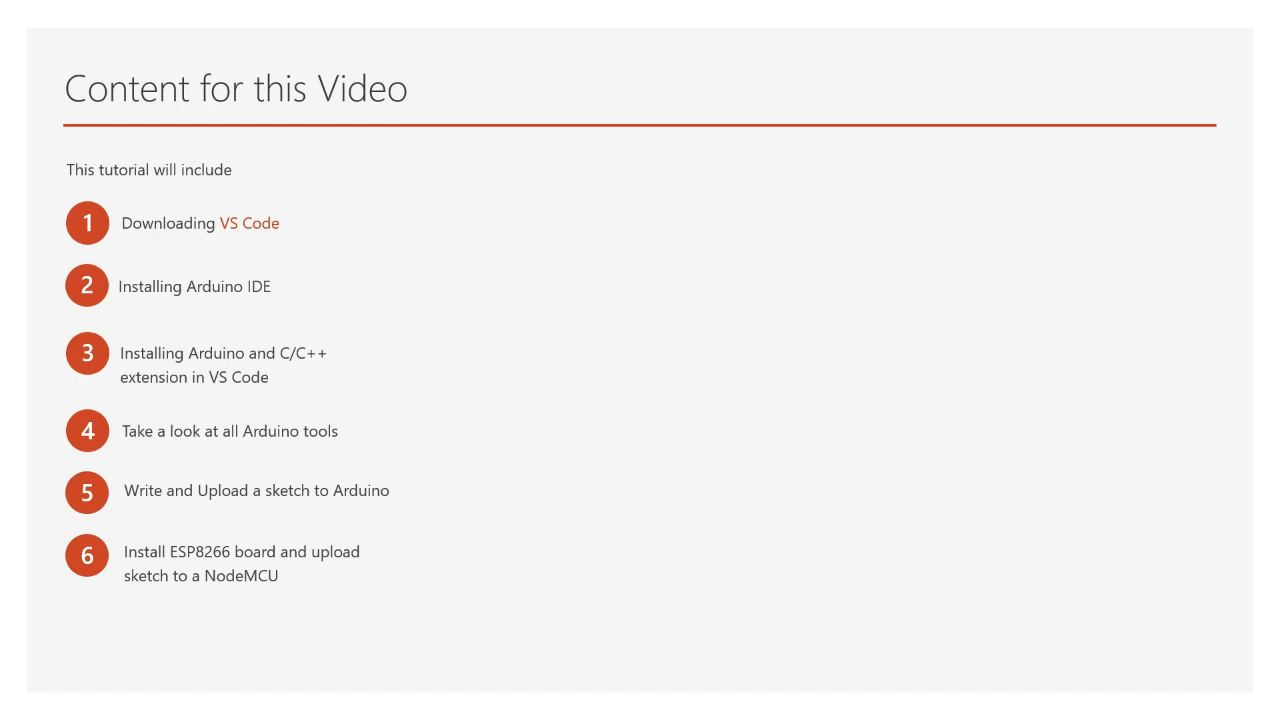 Content for this Video
This tutorial will include
1 Downloading VS Code
2 Installing Arduino IDE
3 Installing Arduino and C/C++
extension in VS Code
4 Take a look at all Arduino tools
5 Write and Upload a sketch to Arduino
6 Install ESP8266 board and upload
sketch to a NodeMCU